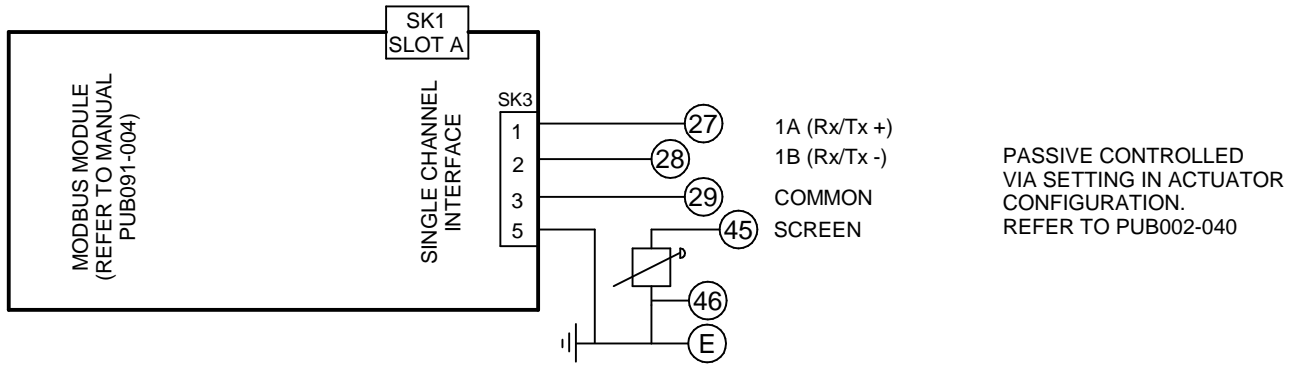 SK1
SLOT A
MODBUS MODULE
(REFER TO MANUAL
PUB091-004)
SINGLE CHANNEL
INTERFACE
SK3
1
2
3
5
27
1A (Rx/Tx +)
28
1B (Rx/Tx -)
29
COMMON
45
SCREEN
46
E
PASSIVE CONTROLLED
VIA SETTING IN ACTUATOR
CONFIGURATION.
REFER TO PUB002-040